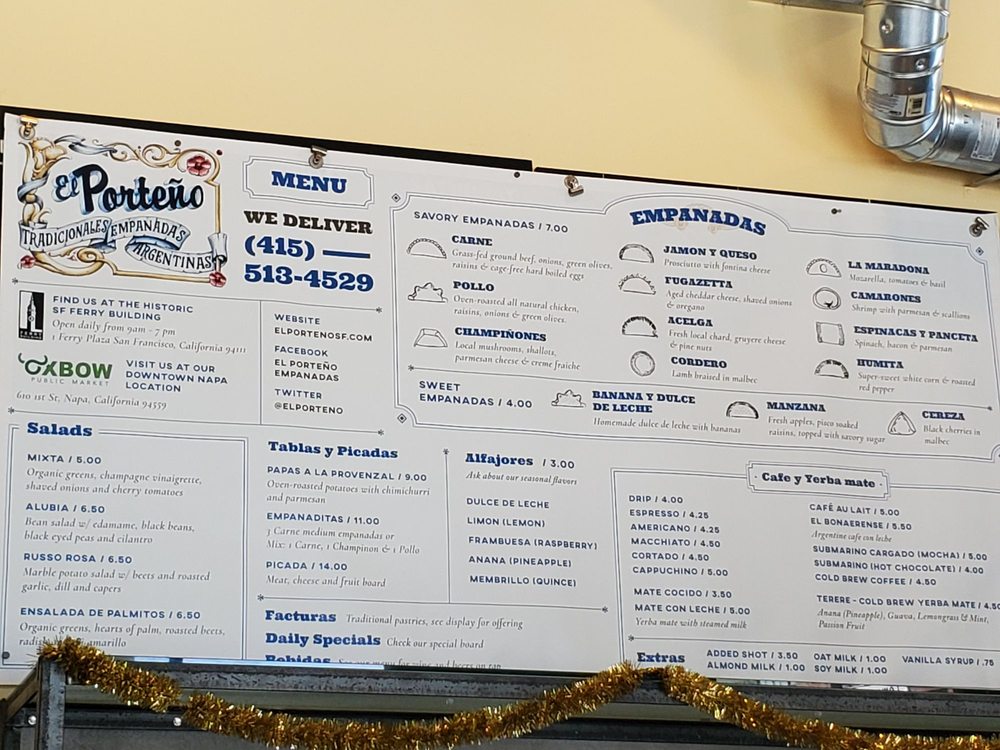 El Porteño
TRADICIONALES EMPANADAS
ARGENTINAS
MENU
WE DELIVER
(415) —
513-4529
FIND US AT THE HISTORIC
SF FERRY BUILDING
Open daily from 9am - 7 pm
1 Ferry Plaza San Francisco, California 94111
FERRY
OXBOW
PUBLIC MARKET
VISIT US AT OUR
DOWNTOWN NAPA
LOCATION
610 1st St, Napa, California 94559
WEBSITE
ELPORTENOSF.COM
FACEBOOK
EL PORTEÑO
EMPANADAS
TWITTER
@ELPORTENO
EMPANADAS
SAVORY EMPANADAS / 7.00
CARNE
Grass-fed ground beef, onions, green olives,
raisins & cage-free hard boiled eggs
POLLO
Oven-roasted all natural chicken,
raisins, onions & green olives.
CHAMPIÑONES
Local mushrooms, shallots,
parmesan cheese & creme fraiche
JAMON Y QUESO
Prosciutto with fontina cheese
FUGAZETTA
Aged cheddar cheese, shaved onions
& oregano
ACELGA
Fresh local chard, gruyere cheese
& pine nuts
CORDERO
Lamb braised in malbec
LA MARADONA
Mozarella, tomatoes & basil
CAMARONES
Shrimp with parmesan & scallions
ESPINACAS Y PANCETA
Spinach, bacon & parmesan
HUMITA
Super-sweet white corn & roasted
red pepper
SWEET
EMPANADAS / 4.00
BANANA Y DULCE
DE LECHE
Homemade dulce de leche with bananas
MANZANA
Fresh apples, pisco soaked
raisins, topped with savory sugar
CEREZA
Black cherries in
malbec
Salads
MIXTA / 5.00
Organic greens, champagne vinaigrette,
shaved onions and cherry tomatoes
ALUBIA / 6.50
Bean salad w/ edamame, black beans,
black eyed peas and cilantro
RUSSO ROSA / 6.50
Marble potato salad w/ beets and roasted
garlic, dill and capers
ENSALADA DE PALMITOS / 6.50
Organic greens, hearts of palm, roasted beets,
Tablas y Picadas
PAPAS A LA PROVENZAL / 9.00
Oven-roasted potatoes with chimichurri
and parmesan
EMPANADITAS / 11.00
3 Carne medium empanadas or
Mix: 1 Carne, 1 Champinon & 1 Pollo
PICADA / 14.00
Meat, cheese and fruit board
Alfajores / 3.00
Ask about our seasonal flavors
DULCE DE LECHE
LIMON (LEMON)
FRAMBUESA (RASPBERRY)
ANANA (PINEAPPLE)
MEMBRILLO (QUINCE)
Facturas Traditional pastries, see display for offering
Daily Specials Check our special board
Bebidas See our menu for wine and beers on tap
Cafe y Yerba mate
DRIP / 4.00
ESPRESSO / 4.25
AMERICANO / 4.25
MACCHIATO / 4.50
CORTADO / 4.50
CAPPUCHINO / 5.00
MATE COCIDO / 3.50
MATE CON LECHE / 5.00
Yerba mate with steamed milk
CAFÉ AU LAIT / 5.00
EL BONAERENSE / 5.50
Argentine cafe con leche
SUBMARINO CARGADO (MOCHA) / 5.00
SUBMARINO (HOT CHOCOLATE) / 4.00
COLD BREW COFFEE / 4.50
TERERE - COLD BREW YERBA MATE / 4.50
Anana (Pineapple), Guava, Lemongrass & Mint,
Passion Fruit
Extras
ADDED SHOT / 3.50
ALMOND MILK / 1.00
OAT MILK / 1.00
SOY MILK / 1.00
VANILLA SYRUP / .75